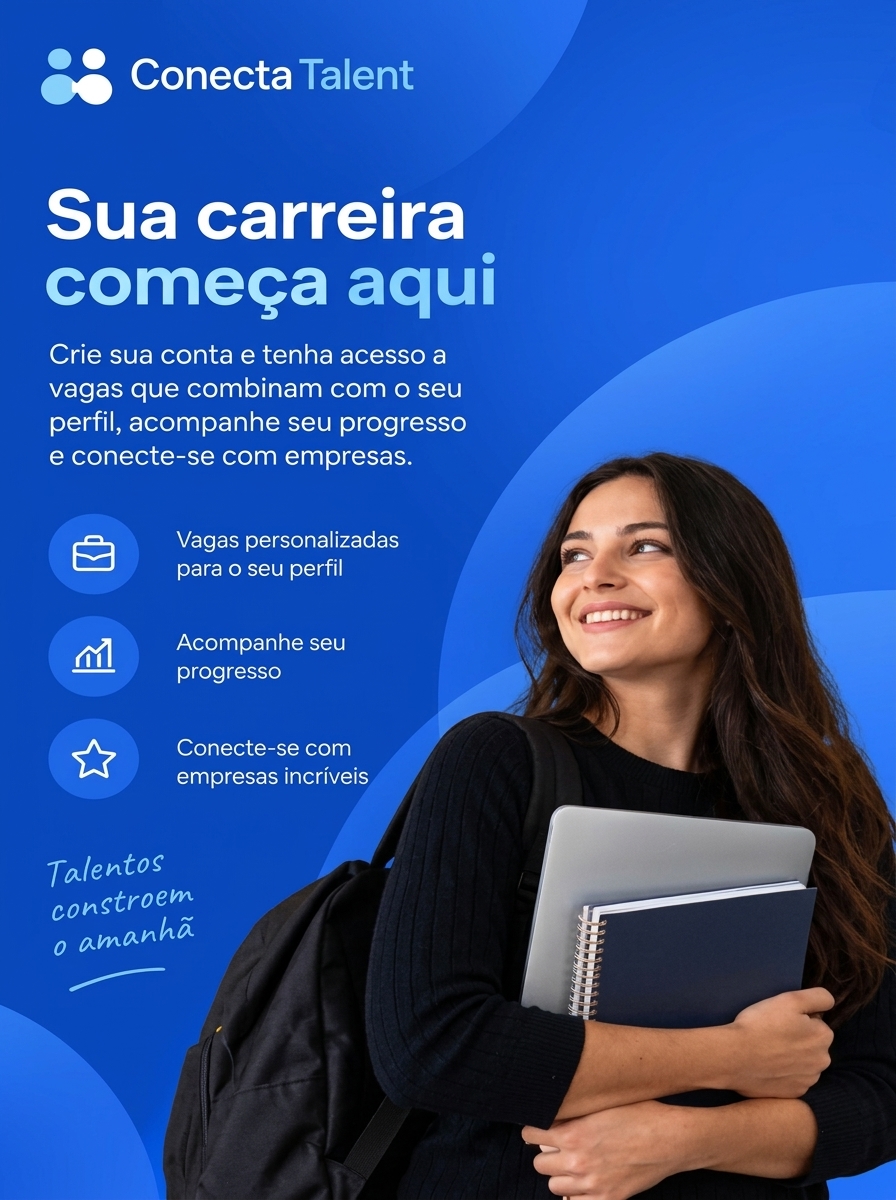 Conecta Talent
Sua carreira
começa aqui
Crie sua conta e tenha acesso a
vagas que combinam com o seu
perfil, acompanhe seu progresso
e conecte-se com empresas.
Vagas personalizadas
para o seu perfil
Acompanhe seu
progresso
Conecte-se com
empresas incríveis
Talentos
constroem
o amanhã